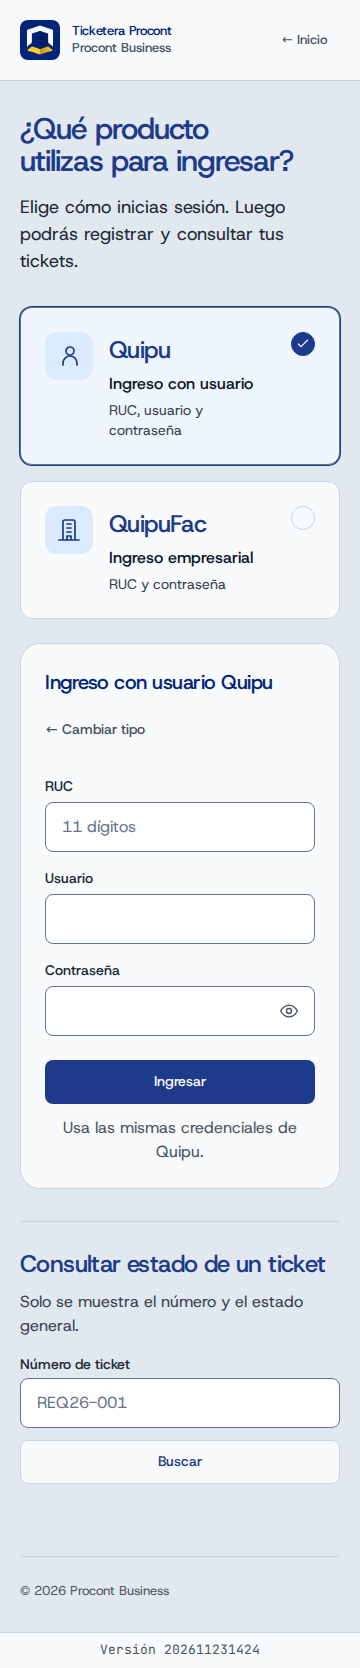 Ticketera Procont
Procont Business
← Inicio
¿Qué producto
utilizas para ingresar?
Elige cómo inicias sesión. Luego
podrás registrar y consultar tus
tickets.
Quipu
Ingreso con usuario
RUC, usuario y
contraseña
QuipuFac
Ingreso empresarial
RUC y contraseña
Ingreso con usuario Quipu
← Cambiar tipo
RUC
11 dígitos
Usuario
Contraseña
Ingresar
Usa las mismas credenciales de
Quipu.
Consultar estado de un ticket
Solo se muestra el número y el estado
general.
Número de ticket
REQ26-001
Buscar
© 2026 Procont Business
Versión 202611231424